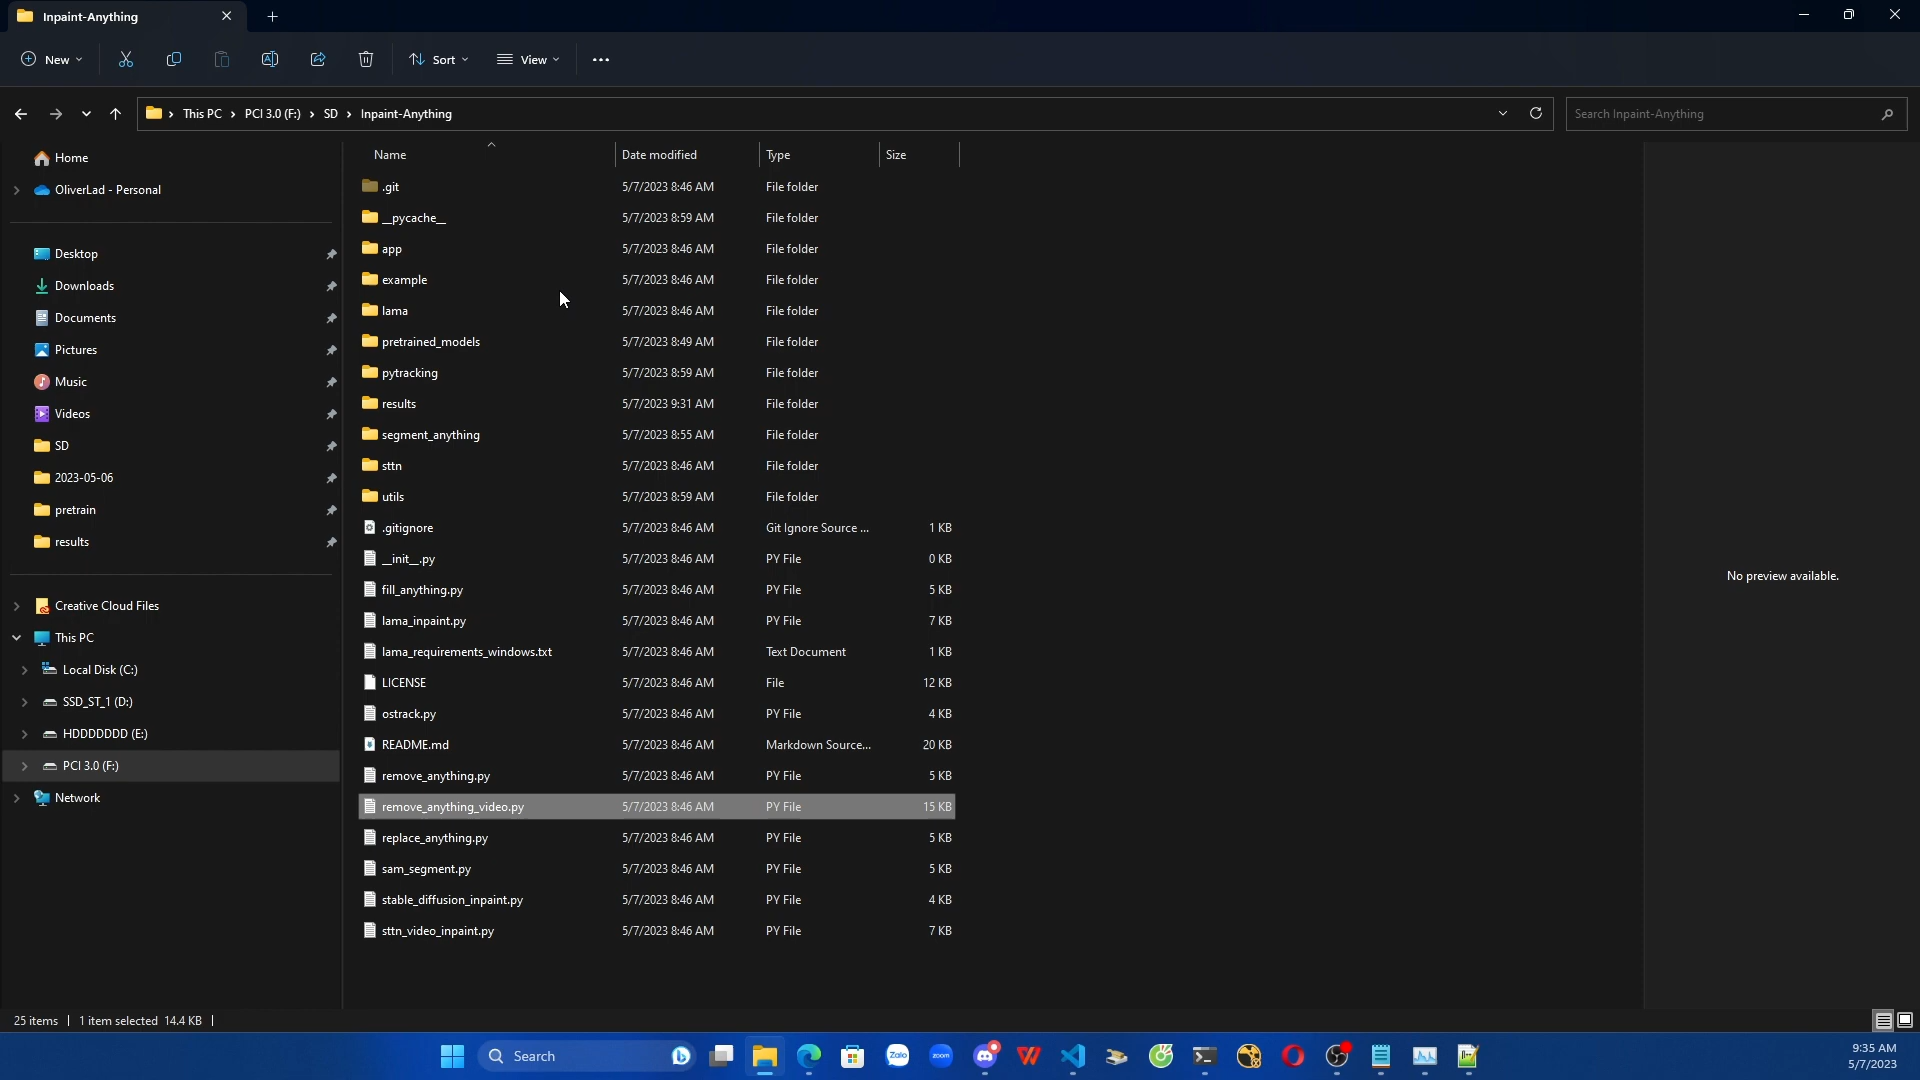 Inpaint-Anything
New
Sort
View
This PC > PCI 3.0 (F:) > SD > Inpaint-Anything
Search Inpaint-Anything
Home
OliverLad - Personal
Desktop
Downloads
Documents
Pictures
Music
Videos
SD
2023-05-06
pretrain
results
Creative Cloud Files
This PC
Local Disk (C:)
SSD_ST_1 (D:)
HDDDDDDD (E:)
PCI 3.0 (F:)
Network
Name Date modified Type Size
.git 5/7/2023 8:46 AM File folder
__pycache__ 5/7/2023 8:59 AM File folder
app 5/7/2023 8:46 AM File folder
example 5/7/2023 8:46 AM File folder
lama 5/7/2023 8:46 AM File folder
pretrained_models 5/7/2023 8:49 AM File folder
pytracking 5/7/2023 8:59 AM File folder
results 5/7/2023 9:31 AM File folder
segment_anything 5/7/2023 8:55 AM File folder
sttn 5/7/2023 8:46 AM File folder
utils 5/7/2023 8:59 AM File folder
.gitignore 5/7/2023 8:46 AM Git Ignore Source ... 1 KB
__init__.py 5/7/2023 8:46 AM PY File 0 KB
fill_anything.py 5/7/2023 8:46 AM PY File 5 KB
lama_inpaint.py 5/7/2023 8:46 AM PY File 7 KB
lama_requirements_windows.txt 5/7/2023 8:46 AM Text Document 1 KB
LICENSE 5/7/2023 8:46 AM File 12 KB
ostrack.py 5/7/2023 8:46 AM PY File 4 KB
README.md 5/7/2023 8:46 AM Markdown Source... 20 KB
remove_anything.py 5/7/2023 8:46 AM PY File 5 KB
remove_anything_video.py 5/7/2023 8:46 AM PY File 15 KB
replace_anything.py 5/7/2023 8:46 AM PY File 5 KB
sam_segment.py 5/7/2023 8:46 AM PY File 5 KB
stable_diffusion_inpaint.py 5/7/2023 8:46 AM PY File 4 KB
sttn_video_inpaint.py 5/7/2023 8:46 AM PY File 7 KB
No preview available.
25 items 1 item selected 14.4 KB
Search
Zalo
zoom
9:35 AM
5/7/2023